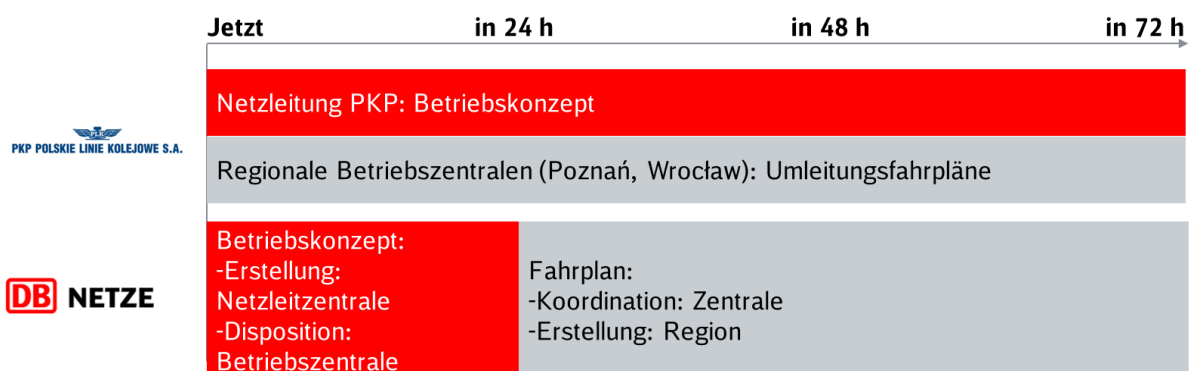 Jetzt in 24 h in 48 h in 72 h
Netzleitung PKP: Betriebskonzept
PLK
PKP POLSKIE LINIE KOLEJOWE S.A.
Regionale Betriebszentralen (Poznań, Wrocław): Umleitungsfahrpläne
Betriebskonzept:
-Erstellung:
Netzleitzentrale
-Disposition:
Betriebszentrale
DB NETZE
Fahrplan:
-Koordination: Zentrale
-Erstellung: Region